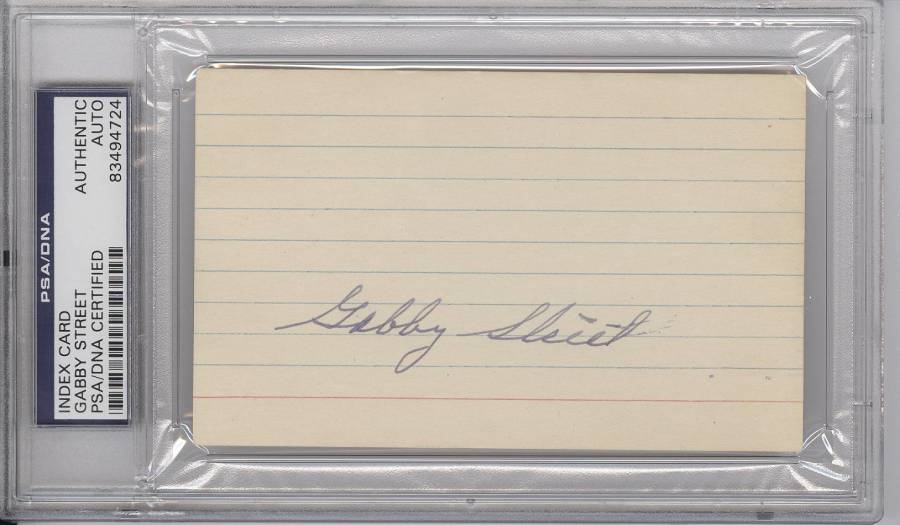 PSA/DNA
INDEX CARD
GABBY STREET
PSA/DNA CERTIFIED
AUTHENTIC
AUTO
83494724
Gabby Street